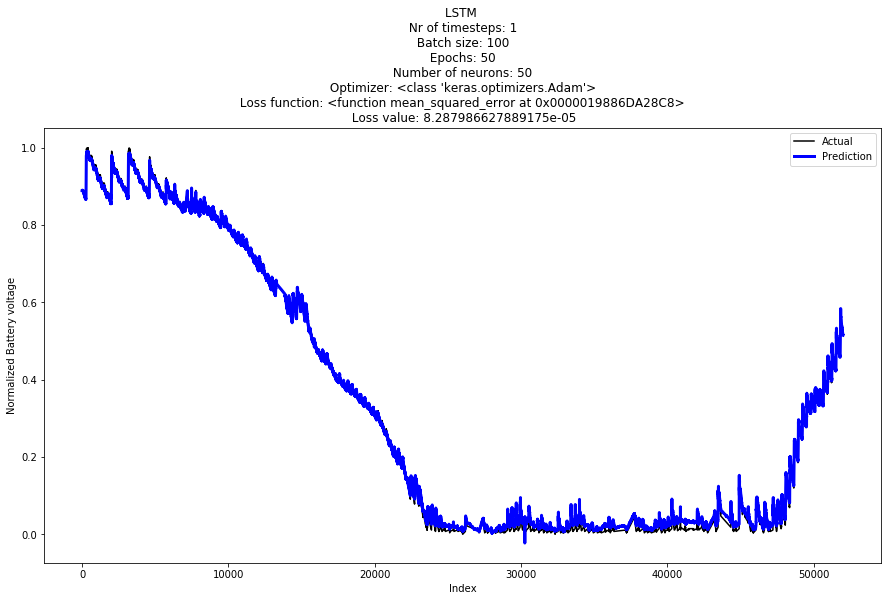 LSTM
Nr of timesteps: 1
Batch size: 100
Epochs: 50
Number of neurons: 50
Optimizer: <class 'keras.optimizers.Adam'>
Loss function: <function mean_squared_error at 0x0000019886DA28C8>
Loss value: 8.287986627889175e-05
Actual
Prediction
1.0
0.8
0.6
0.4
0.2
0.0
Normalized Battery voltage
0 10000 20000 30000 40000 50000
Index